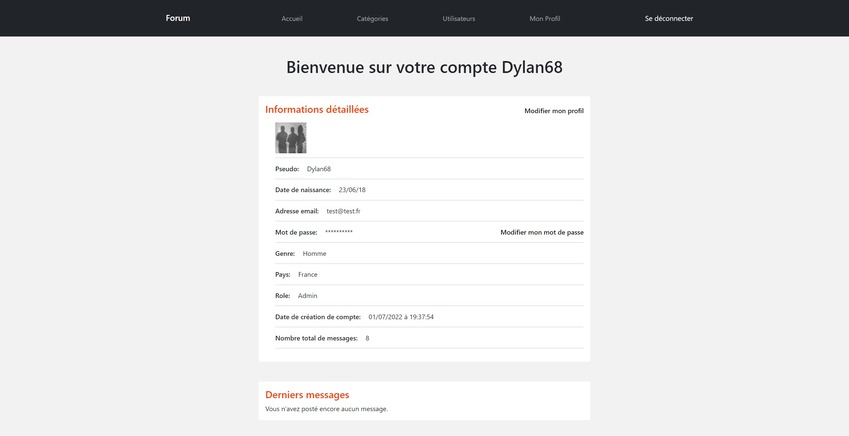 Forum Accueil Catégories Utilisateurs Mon Profil Se déconnecter
Bienvenue sur votre compte Dylan68
Informations détaillées Modifier mon profil
Pseudo: Dylan68
Date de naissance: 23/06/18
Adresse email: test@test.fr
Mot de passe: ********** Modifier mon mot de passe
Genre: Homme
Pays: France
Role: Admin
Date de création de compte: 01/07/2022 à 19:37:54
Nombre total de messages: 8
Derniers messages
Vous n'avez posté encore aucun message.